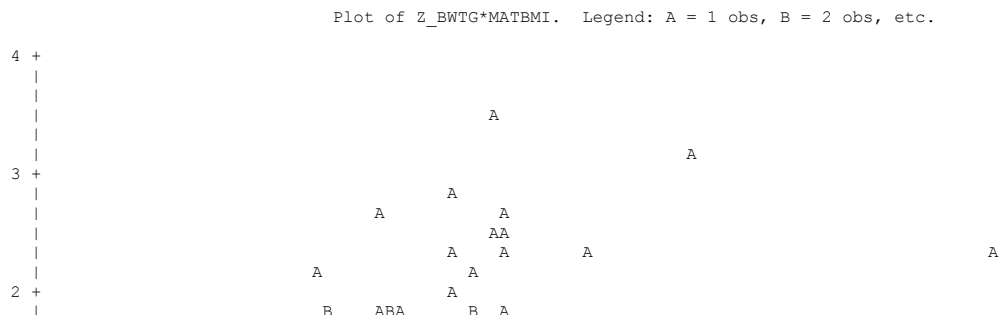 Plot of Z_BWTG*MATBMI.  Legend: A = 1 obs, B = 2 obs, etc.
4 +
|
|
|                                           A
|
|                                                              A
3 +
|                                       A
|                                A           A
|                                           AA
|                                       A    A       A                                      A
|                          A              A
2 +                                       A
|                           B    ABA      B  A